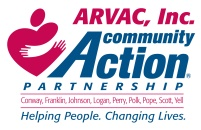 ARVAC, Inc.
community
Action®
PARTNERSHIP
Conway, Franklin, Johnson, Logan, Perry, Polk, Pope, Scott, Yell
Helping People. Changing Lives.